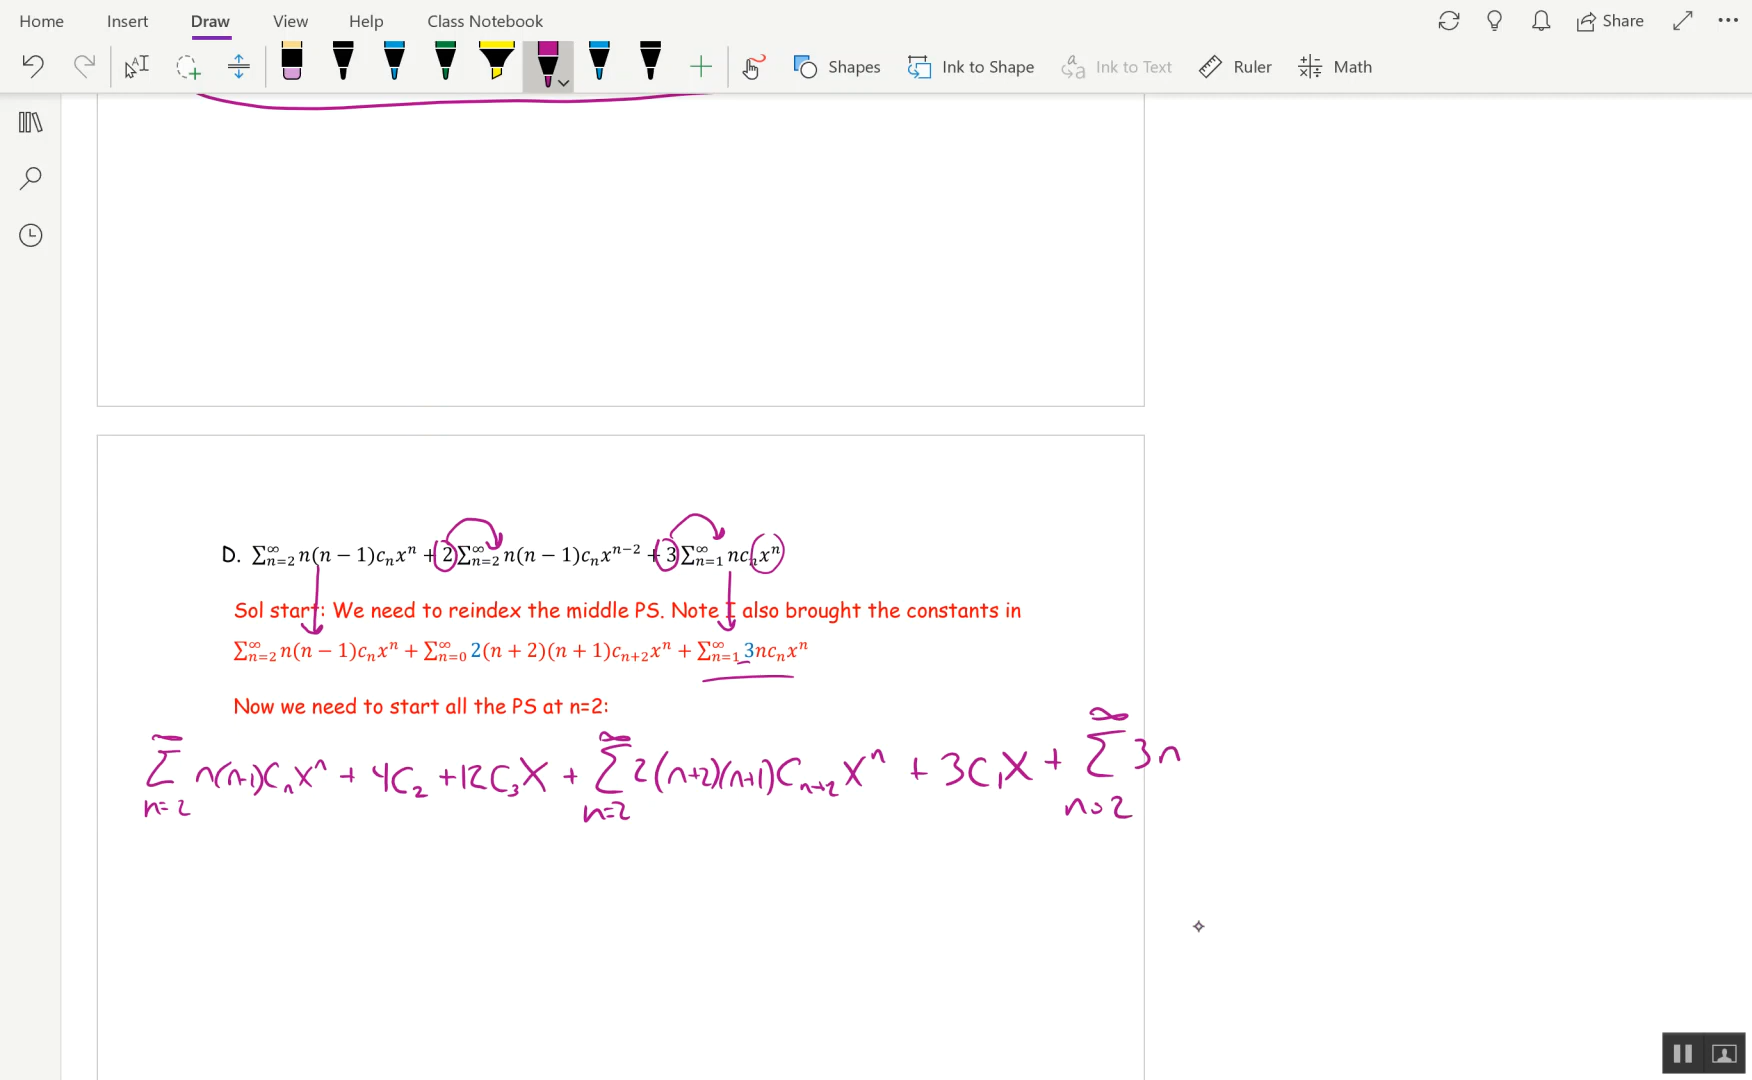 Home Insert Draw View Help Class Notebook Share
Shapes Ink to Shape Ink to Text Ruler Math
D. ∑_{n=2}^{∞} n(n − 1)c_n x^n + 2∑_{n=2}^{∞} n(n − 1)c_n x^{n−2} + 3∑_{n=1}^{∞} nc_n x^n
Sol start: We need to reindex the middle PS. Note I also brought the constants in
∑_{n=2}^{∞} n(n − 1)c_n x^n + ∑_{n=0}^{∞} 2(n + 2)(n + 1)c_{n+2} x^n + ∑_{n=1}^{∞} 3nc_n x^n
Now we need to start all the PS at n=2:
∑_{n=2}^{∞} n(n-1)C_n X^n + 4C_2 + 12C_3 X + ∑_{n=2}^{∞} 2(n+2)(n+1)C_{n+2} X^n + 3C_1 X + ∑_{n=2}^{∞} 3n